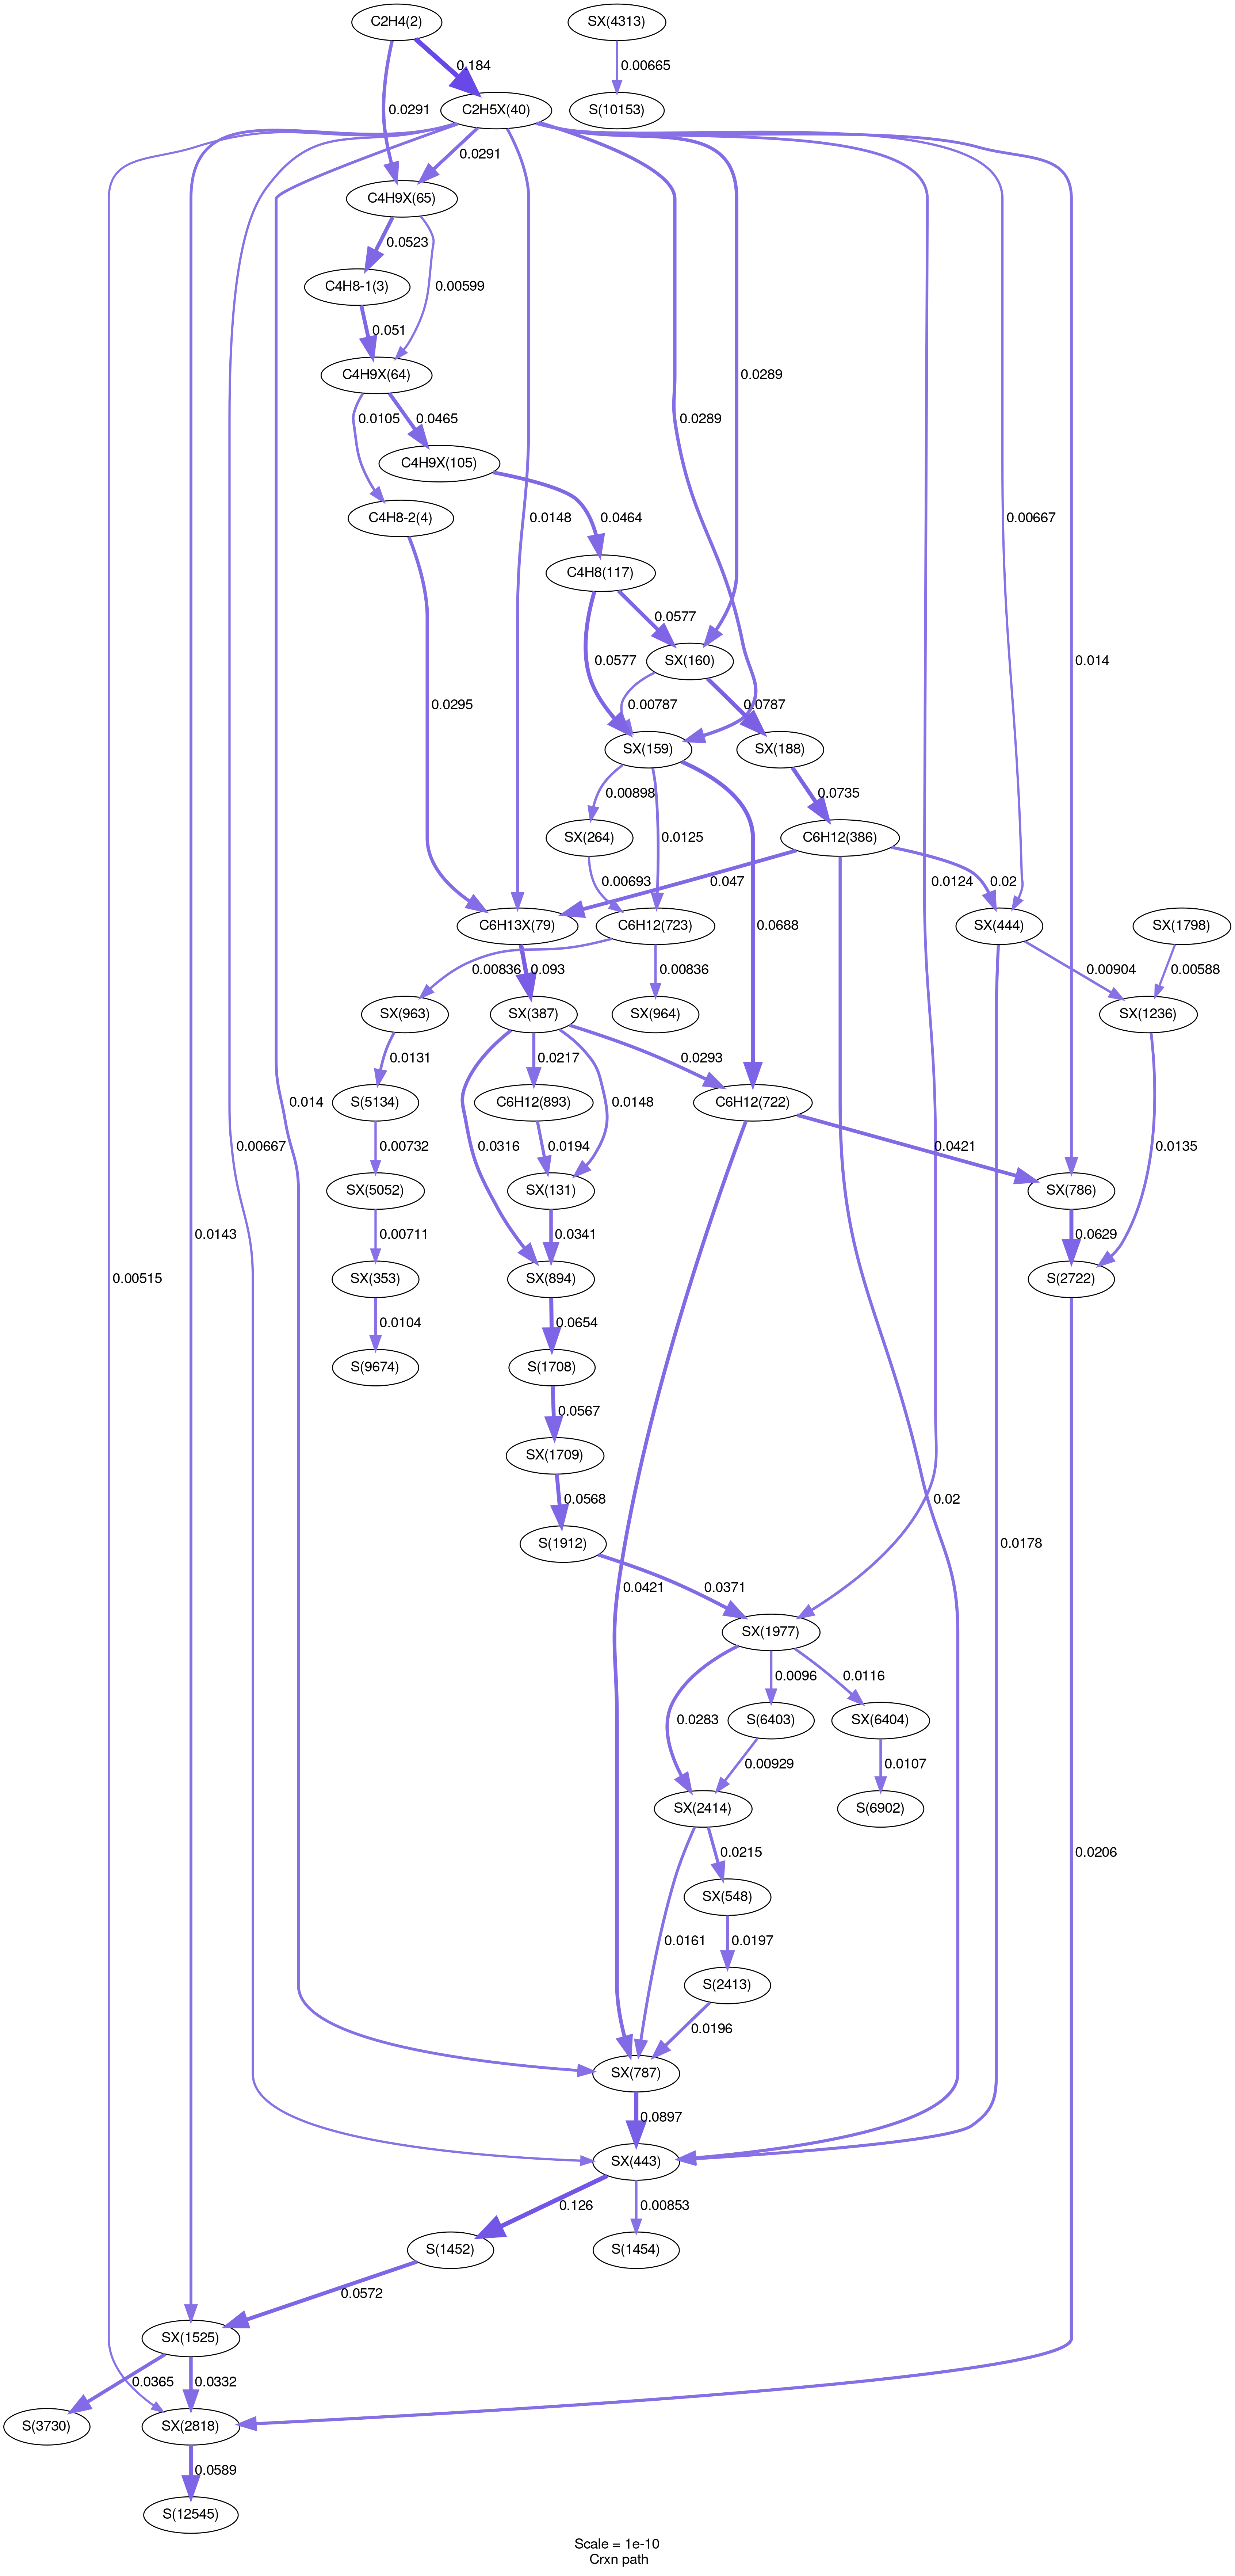 C2H4(2)
SX(4313)
0.184
0.00665
C2H5X(40)
S(10153)
0.0291
0.0291
C4H9X(65)
0.0523
C4H8-1(3)
0.00599
0.051
C4H9X(64)
0.0289
0.0105
0.0465
0.0289
C4H9X(105)
C4H8-2(4)
0.0148
0.0464
0.00667
C4H8(117)
0.0577
SX(160)
0.0577
0.014
0.0295
0.00787
0.0787
SX(159)
SX(188)
0.00898
0.0735
SX(264)
0.0125
C6H12(386)
0.00693
0.047
0.0124
0.02
C6H13X(79)
C6H12(723)
0.0688
SX(444)
SX(1798)
0.00836
0.093
0.00836
0.00904
0.00588
SX(963)
SX(387)
SX(964)
SX(1236)
0.0131
0.0217
0.0293
S(5134)
0.014
C6H12(893)
0.0148
C6H12(722)
0.00667
0.00732
0.0316
0.0194
0.0421
0.0135
SX(5052)
SX(131)
SX(786)
0.0143
0.00711
0.0341
0.0629
0.00515
SX(353)
SX(894)
S(2722)
0.0104
0.0654
S(9674)
S(1708)
0.0567
SX(1709)
0.0568
0.02
S(1912)
0.0178
0.0421
0.0371
SX(1977)
0.0283
0.0096
0.0116
S(6403)
SX(6404)
0.00929
0.0107
SX(2414)
S(6902)
0.0215
0.0206
SX(548)
0.0161
0.0197
S(2413)
0.0196
SX(787)
0.0897
SX(443)
0.126
0.00853
S(1452)
S(1454)
0.0572
SX(1525)
0.0365
0.0332
S(3730)
SX(2818)
0.0589
S(12545)
Scale = 1e-10
Crxn path